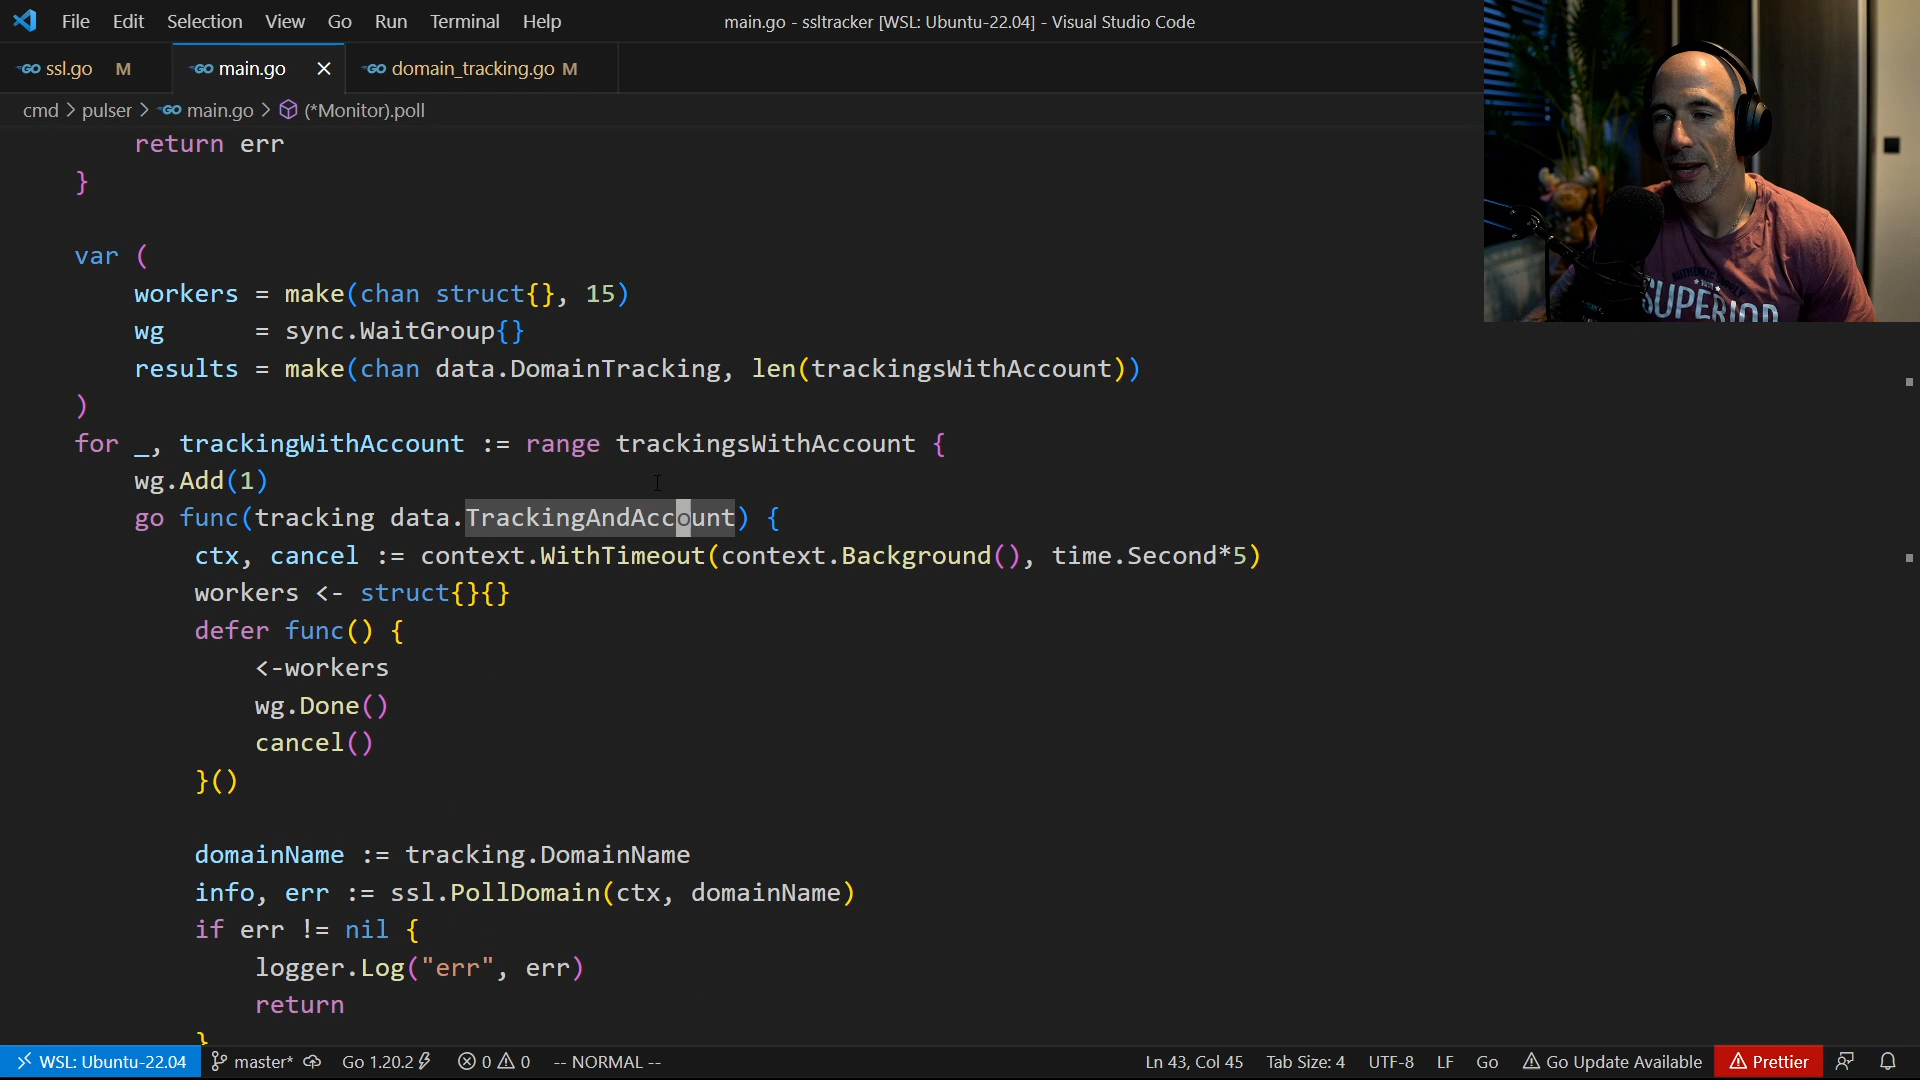 File Edit Selection View Go Run Terminal Help
main.go - ssltracker [WSL: Ubuntu-22.04] - Visual Studio Code
GO ssl.go M
GO main.go
GO domain_tracking.go M
cmd > pulser > GO main.go > (*Monitor).poll
return err
}
var (
workers = make(chan struct{}, 15)
wg = sync.WaitGroup{}
results = make(chan data.DomainTracking, len(trackingsWithAccount))
)
for _, trackingWithAccount := range trackingsWithAccount {
wg.Add(1)
go func(tracking data.TrackingAndAccount) {
ctx, cancel := context.WithTimeout(context.Background(), time.Second*5)
workers <- struct{}{}
defer func() {
<-workers
wg.Done()
cancel()
}()
domainName := tracking.DomainName
info, err := ssl.PollDomain(ctx, domainName)
if err != nil {
logger.Log("err", err)
return
}
SUPERIOR
WSL: Ubuntu-22.04 master* Go 1.20.2 0 0 -- NORMAL -- Ln 43, Col 45 Tab Size: 4 UTF-8 LF Go Go Update Available Prettier